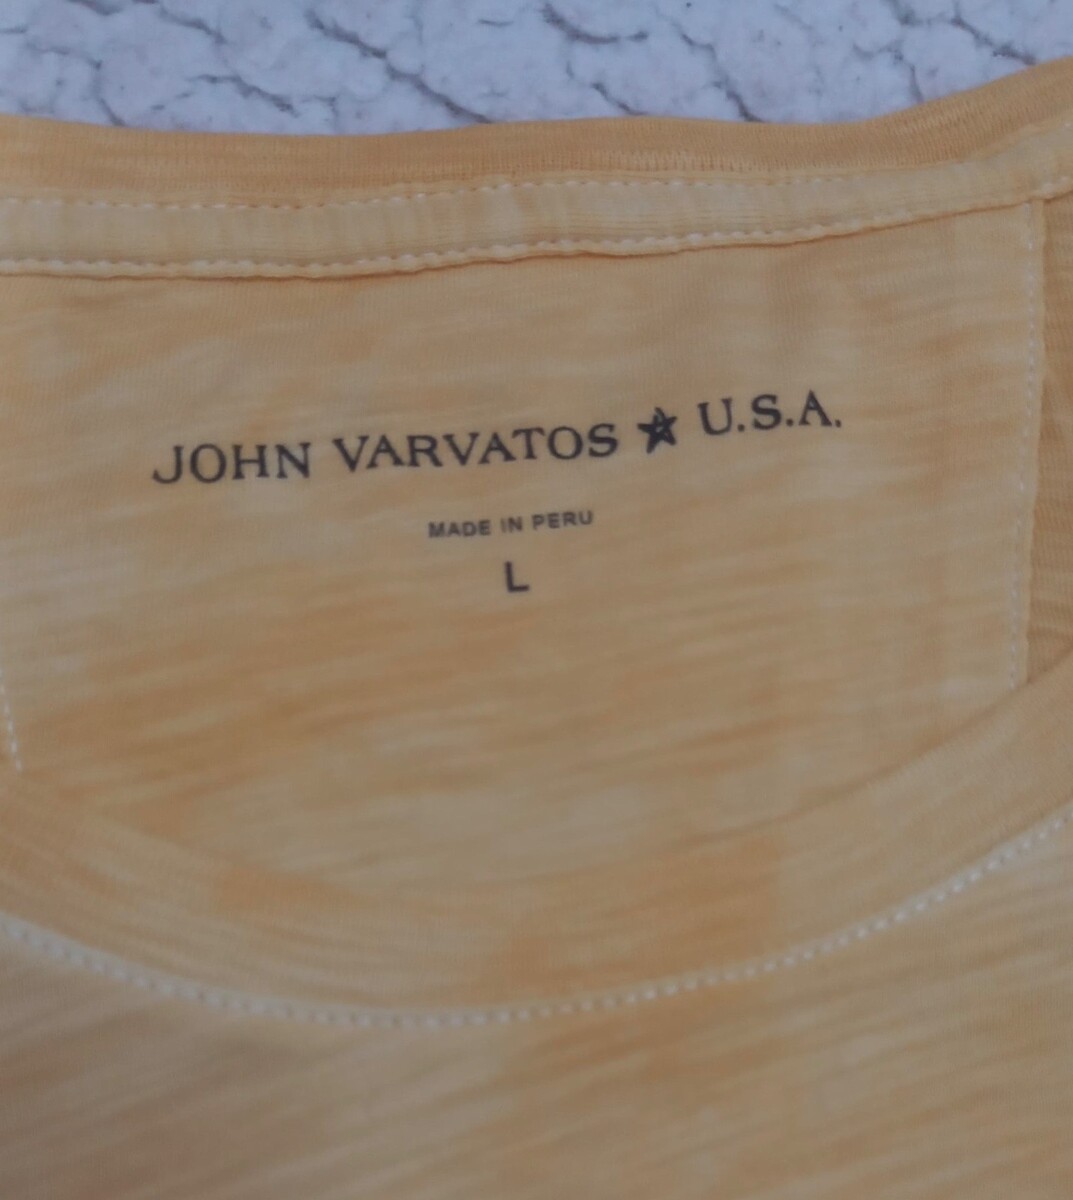 JOHN VARVATOS ★ U.S.A.
MADE IN PERU
L